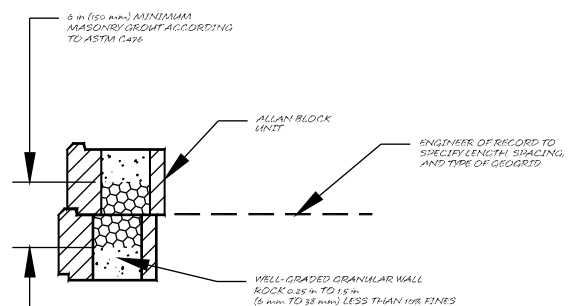 6 in (150 mm) MINIMUM
MASONRY GROUT ACCORDING
TO ASTM C476
ALLAN BLOCK
UNIT
ENGINEER OF RECORD TO
SPECIFY LENGTH, SPACING,
AND TYPE OF GEOGRID
WELL-GRADED GRANULAR WALL
ROCK 0.25 in TO 1.5 in
(6 mm TO 38 mm) LESS THAN 10% FINES